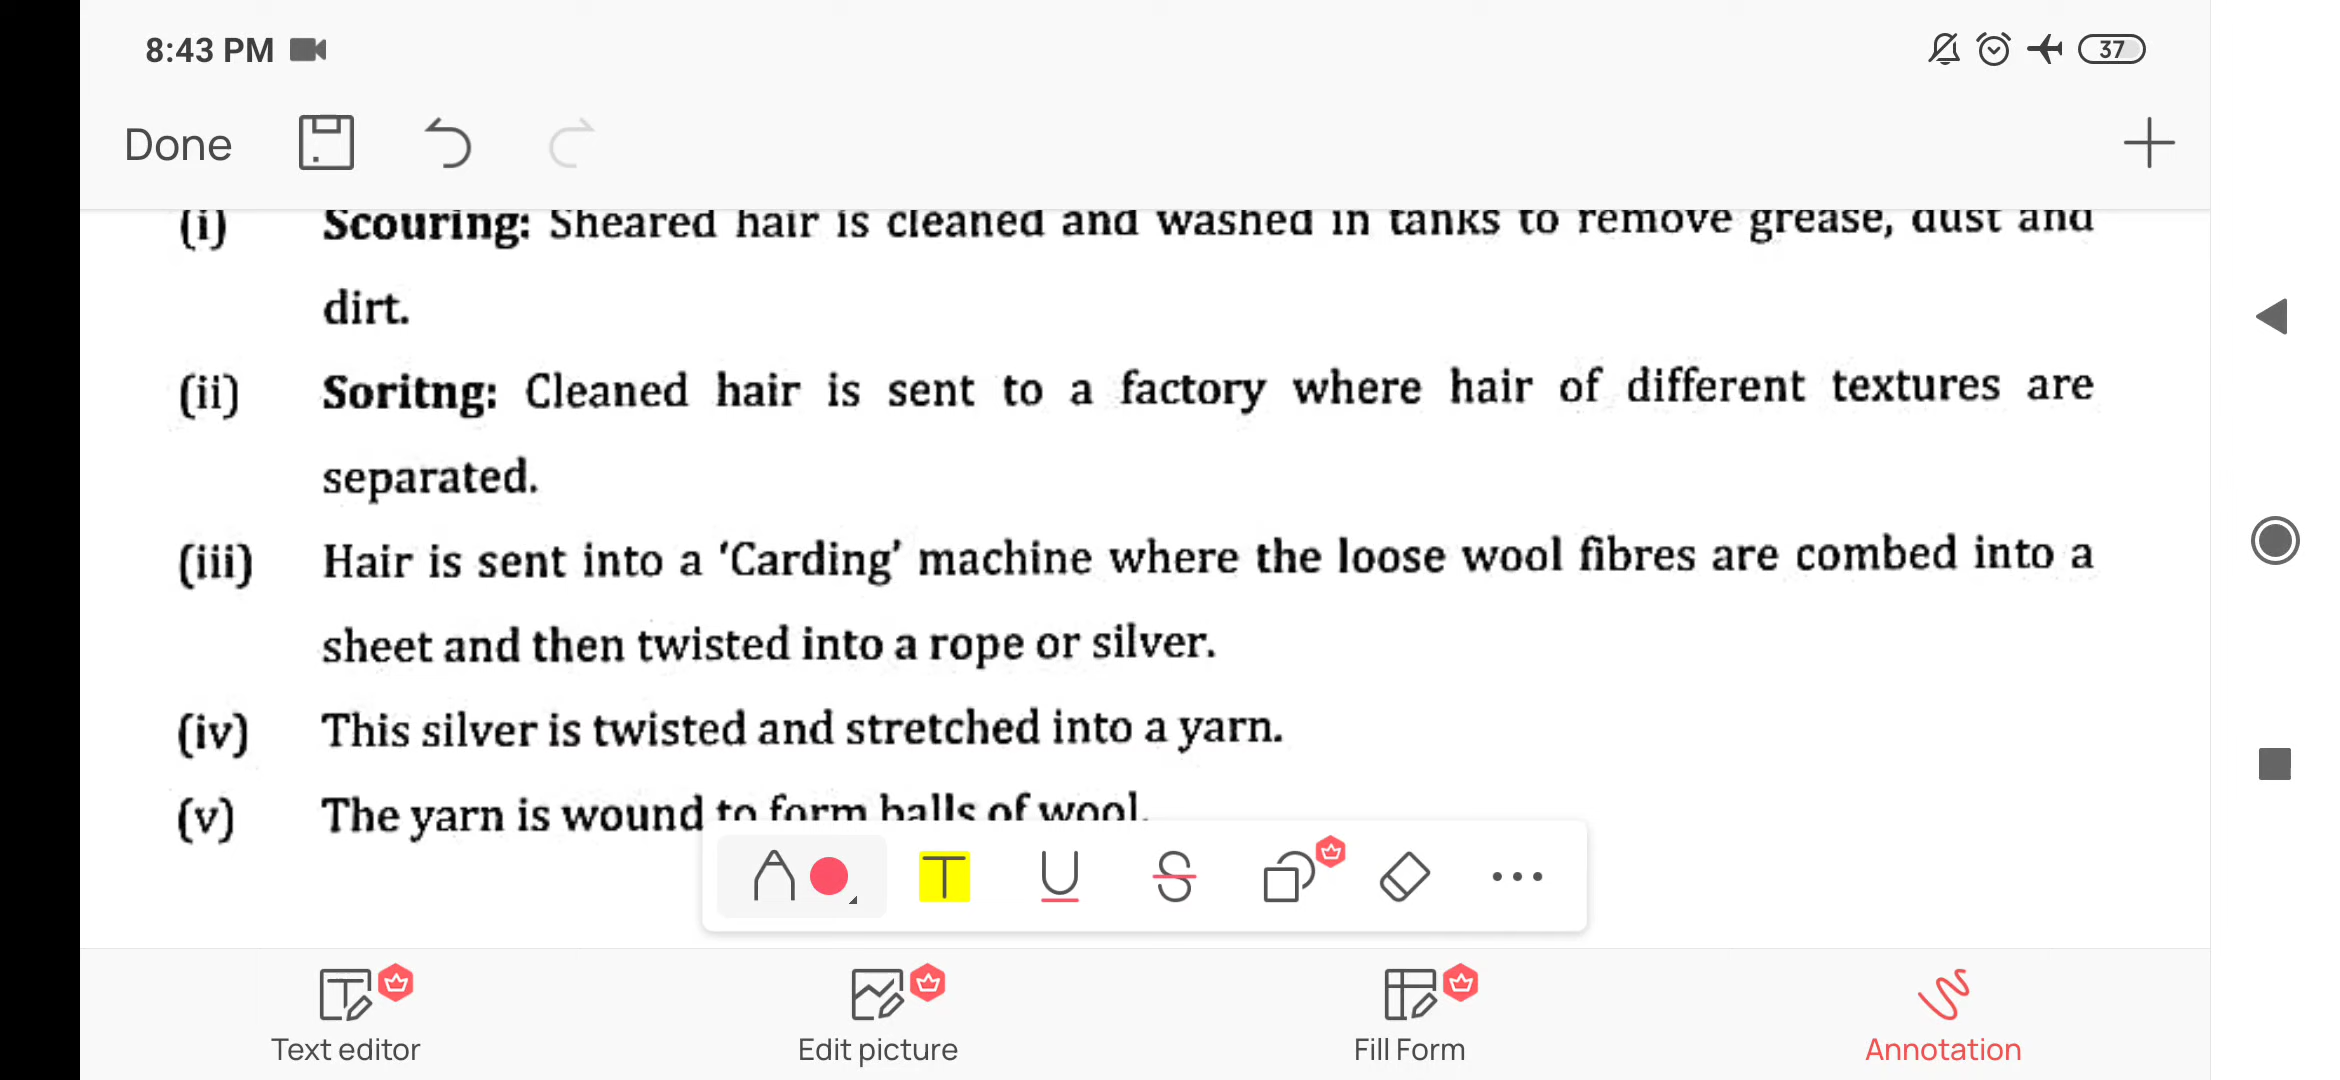 8:43 PM
37
Done
(i) Scouring: Sheared hair is cleaned and washed in tanks to remove grease, dust and
dirt.
(ii) Soritng: Cleaned hair is sent to a factory where hair of different textures are
separated.
(iii) Hair is sent into a ‘Carding’ machine where the loose wool fibres are combed into a
sheet and then twisted into a rope or silver.
(iv) This silver is twisted and stretched into a yarn.
(v) The yarn is wound to form balls of wool.
T U S
Text editor
Edit picture
Fill Form
Annotation